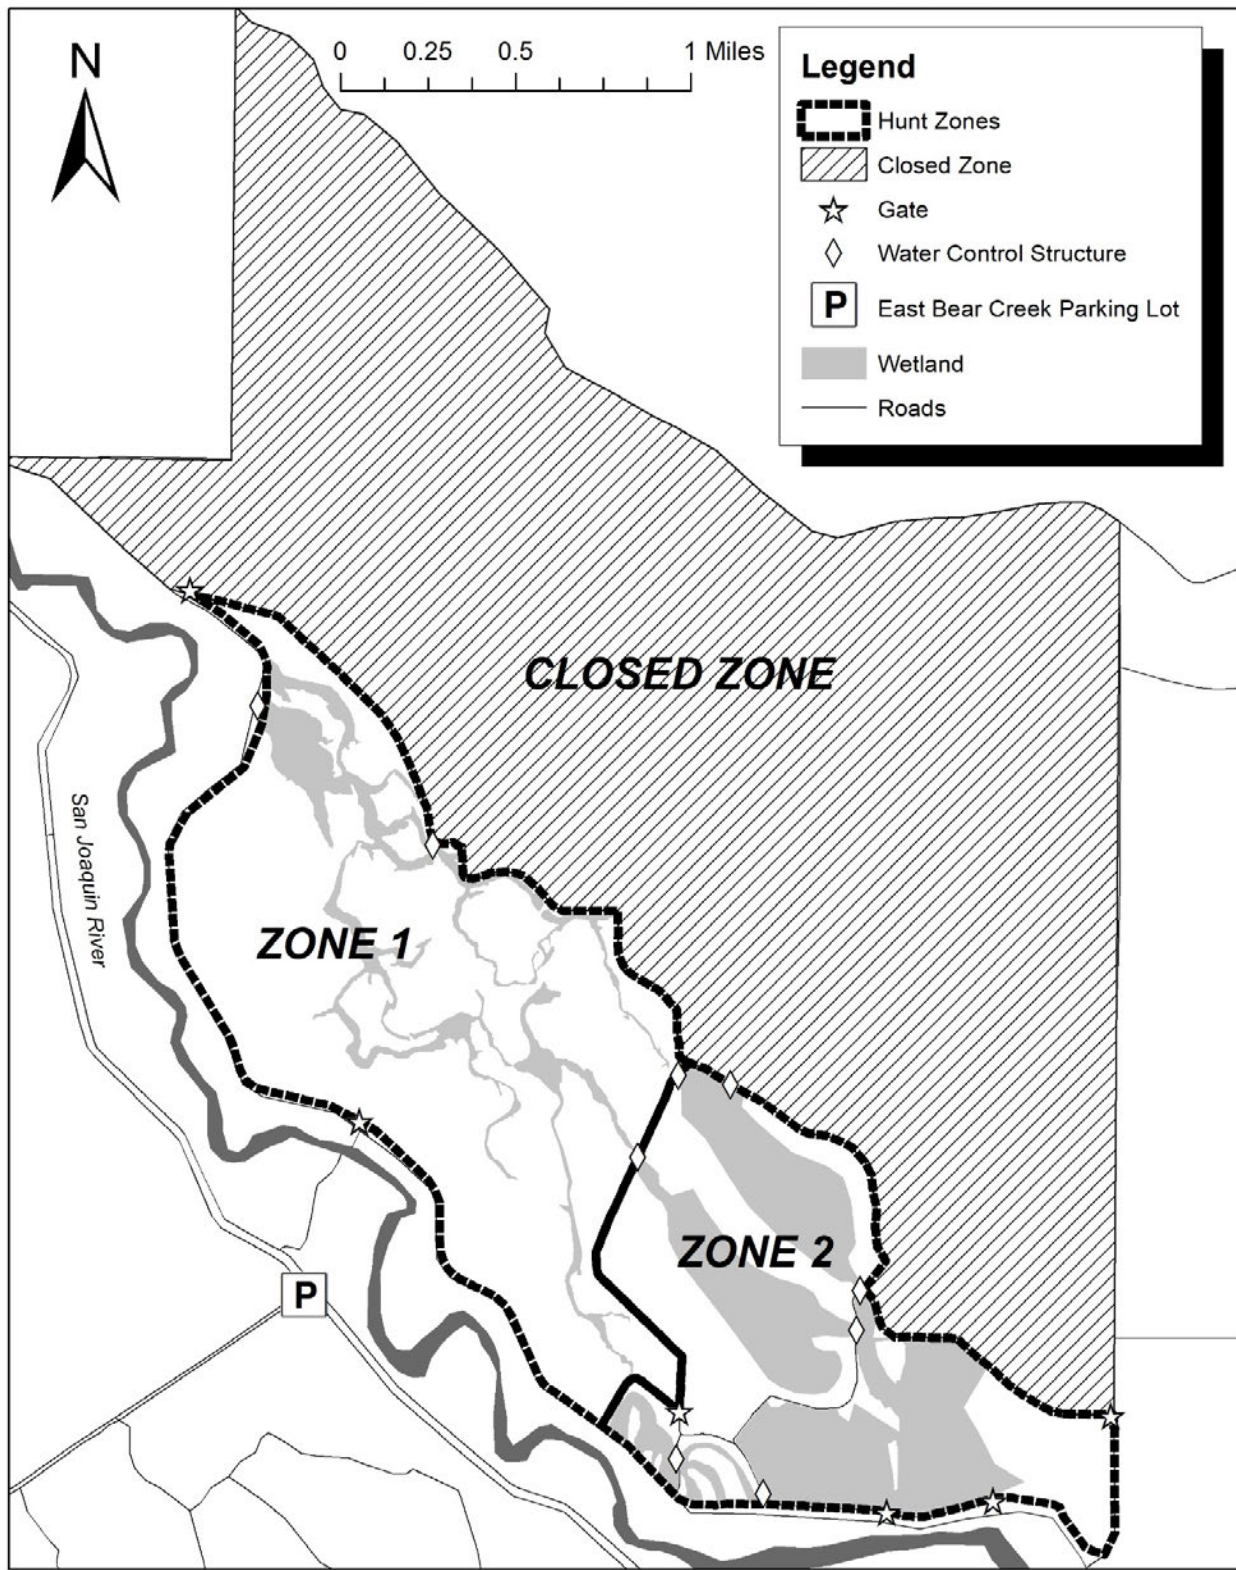 N
0 0.25 0.5 1 Miles
Legend
Hunt Zones
Closed Zone
Gate
Water Control Structure
P East Bear Creek Parking Lot
Wetland
Roads
CLOSED ZONE
San Joaquin River
ZONE 1
ZONE 2
P